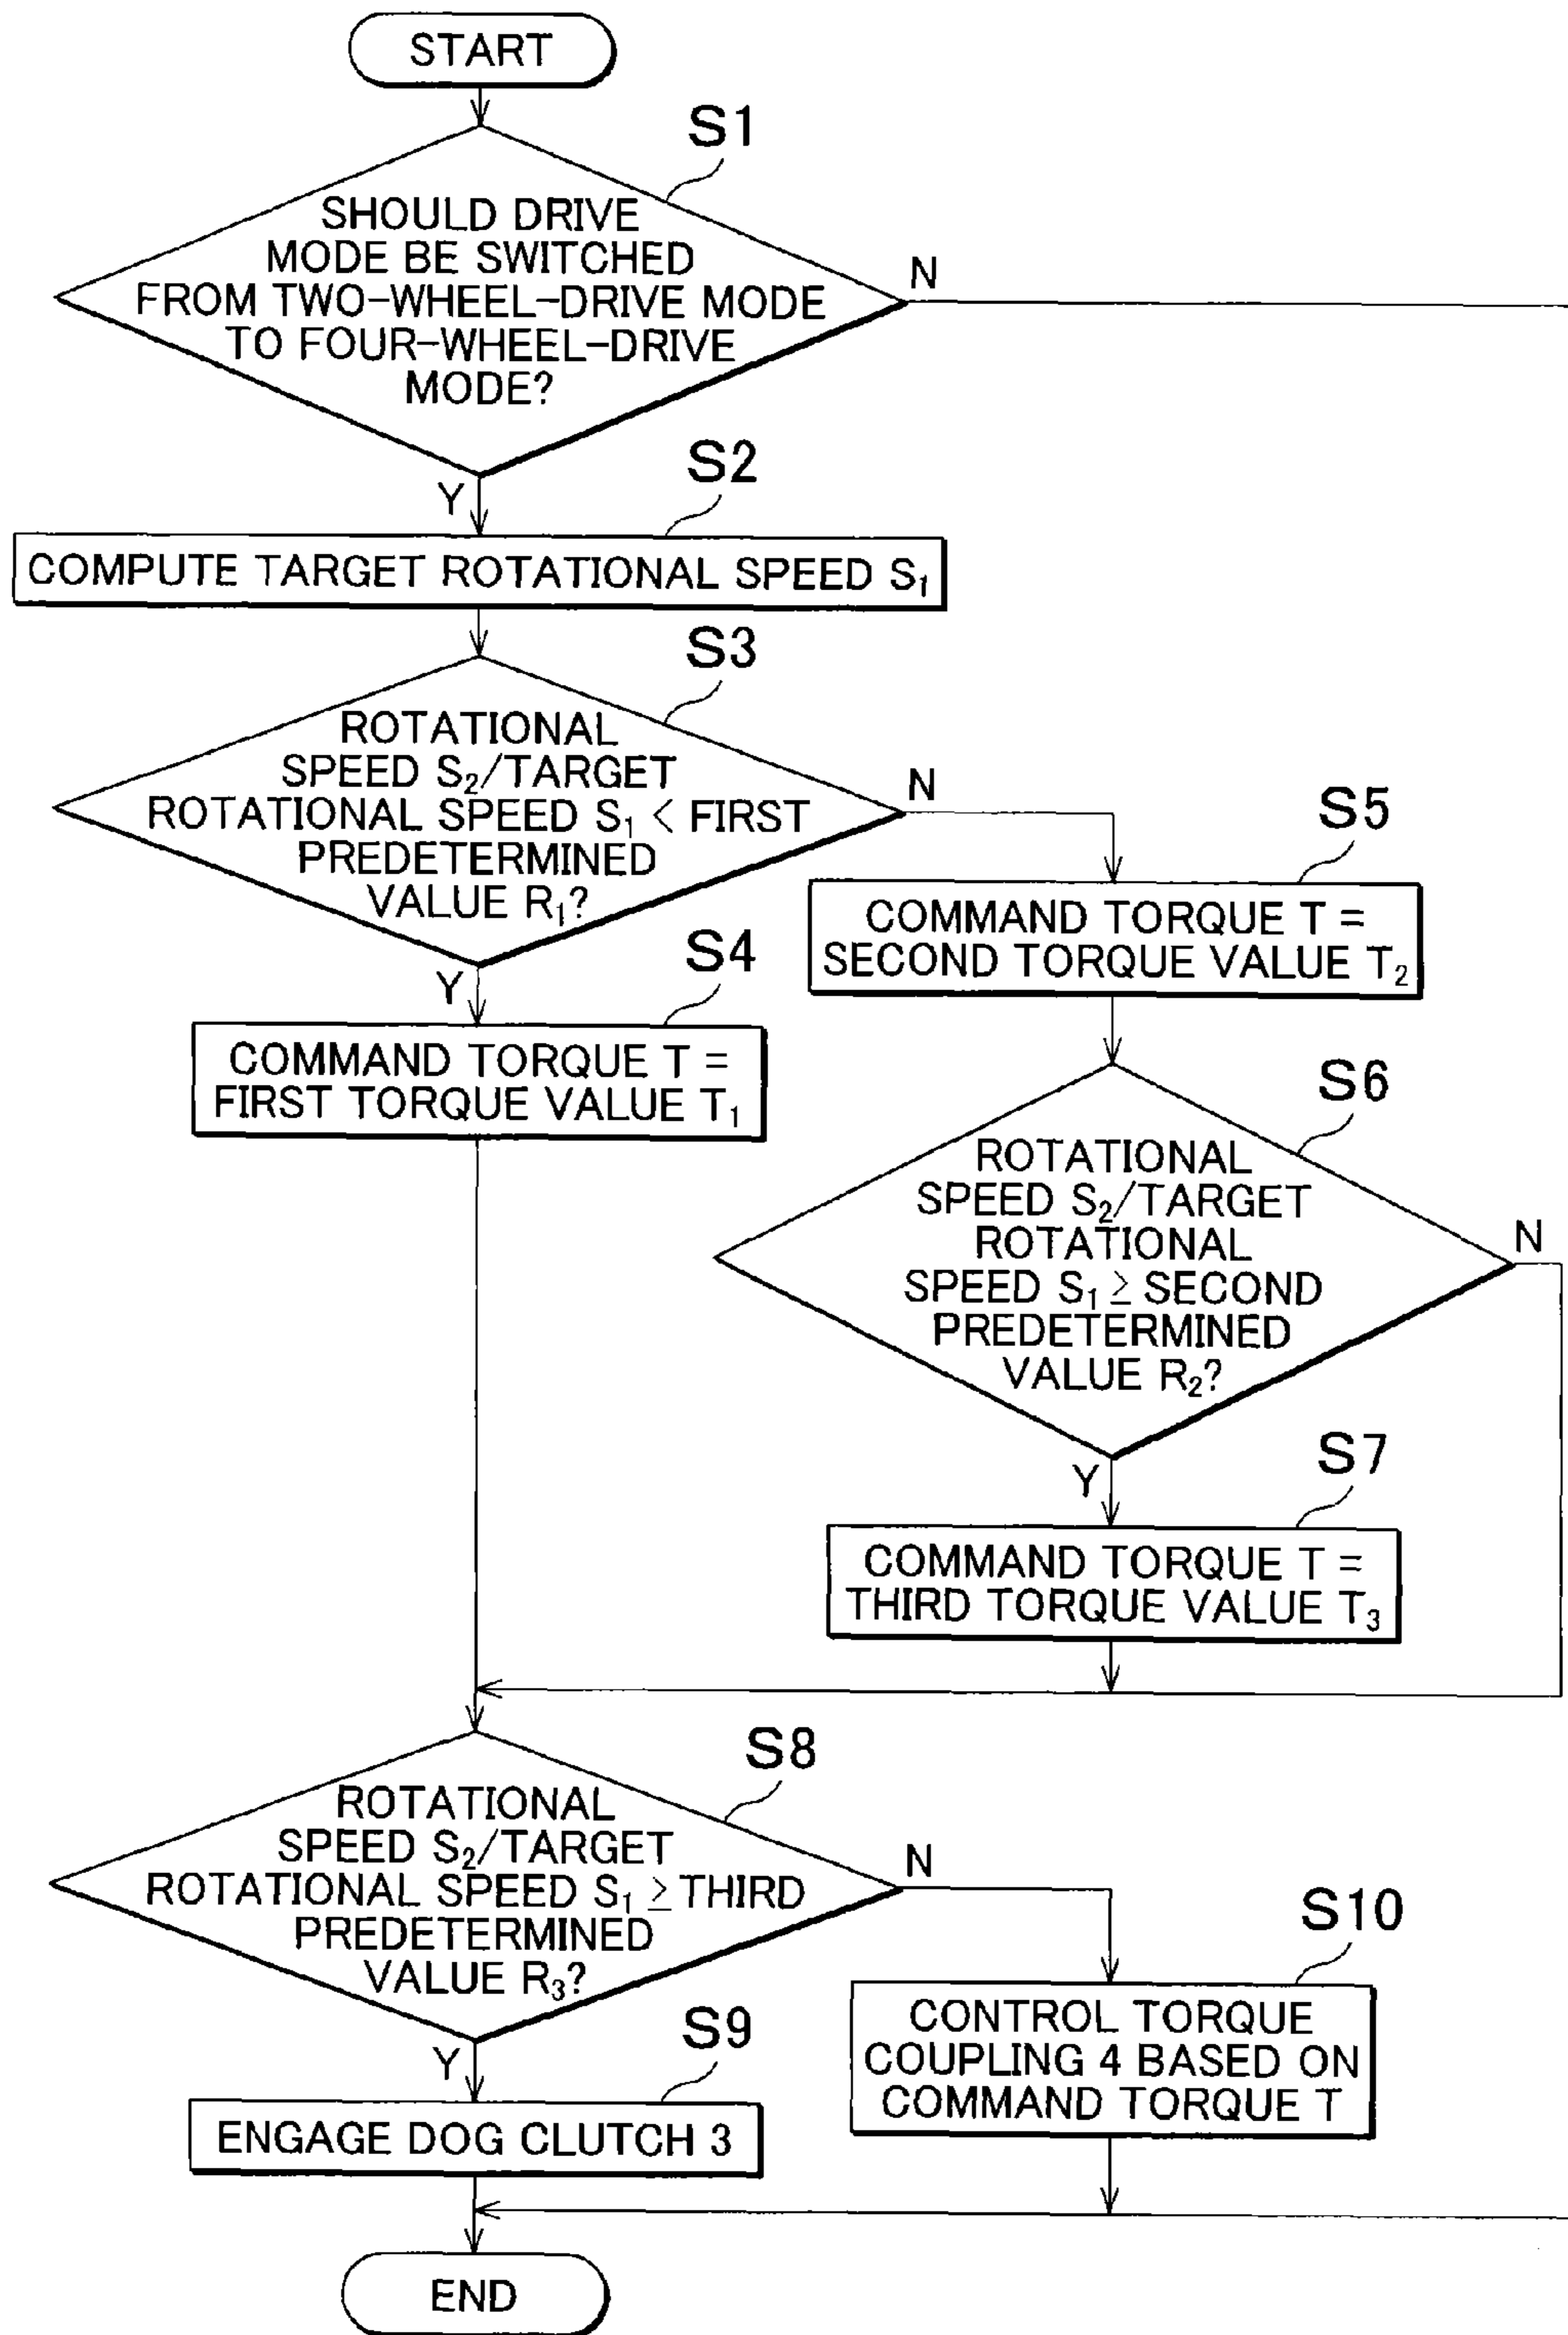 START
S1
SHOULD DRIVE
MODE BE SWITCHED
FROM TWO-WHEEL-DRIVE MODE
TO FOUR-WHEEL-DRIVE
MODE?
N
Y
S2
COMPUTE TARGET ROTATIONAL SPEED S₁
S3
ROTATIONAL
SPEED S₂/TARGET
ROTATIONAL SPEED S₁ < FIRST
PREDETERMINED
VALUE R₁?
N
Y
S4
COMMAND TORQUE T =
FIRST TORQUE VALUE T₁
S5
COMMAND TORQUE T =
SECOND TORQUE VALUE T₂
S6
ROTATIONAL
SPEED S₂/TARGET
ROTATIONAL
SPEED S₁ ≥ SECOND
PREDETERMINED
VALUE R₂?
N
Y
S7
COMMAND TORQUE T =
THIRD TORQUE VALUE T₃
S8
ROTATIONAL
SPEED S₂/TARGET
ROTATIONAL SPEED S₁ ≥ THIRD
PREDETERMINED
VALUE R₃?
N
Y
S9
ENGAGE DOG CLUTCH 3
S10
CONTROL TORQUE
COUPLING 4 BASED ON
COMMAND TORQUE T
END